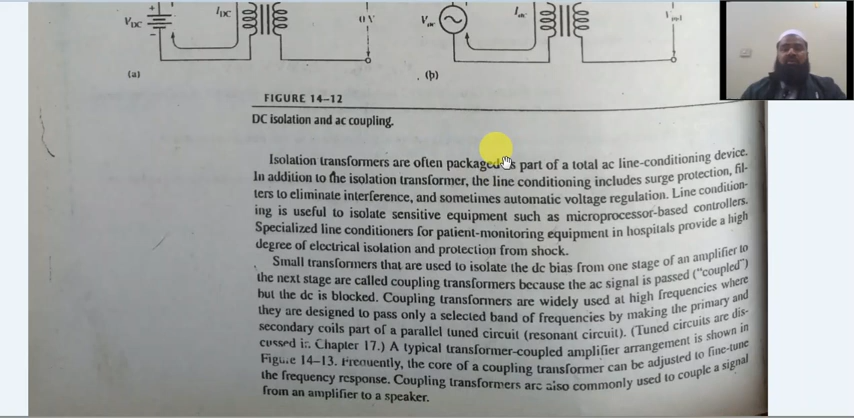 VDC
IDC
0 V
Vac
Iac
(a)
(b)
FIGURE 14–12
DC isolation and ac coupling.
Isolation transformers are often packaged as part of a total ac line-conditioning device.
In addition to the isolation transformer, the line conditioning includes surge protection, fil-
ters to eliminate interference, and sometimes automatic voltage regulation. Line condition-
ing is useful to isolate sensitive equipment such as microprocessor-based controllers.
Specialized line conditioners for patient-monitoring equipment in hospitals provide a high
degree of electrical isolation and protection from shock.
Small transformers that are used to isolate the dc bias from one stage of an amplifier to
the next stage are called coupling transformers because the ac signal is passed ("coupled")
but the dc is blocked. Coupling transformers are widely used at high frequencies where
they are designed to pass only a selected band of frequencies by making the primary and
secondary coils part of a parallel tuned circuit (resonant circuit). (Tuned circuits are dis-
cussed in Chapter 17.) A typical transformer-coupled amplifier arrangement is shown in
Figure 14–13. Frequently, the core of a coupling transformer can be adjusted to fine-tune
the frequency response. Coupling transformers are also commonly used to couple a signal
from an amplifier to a speaker.